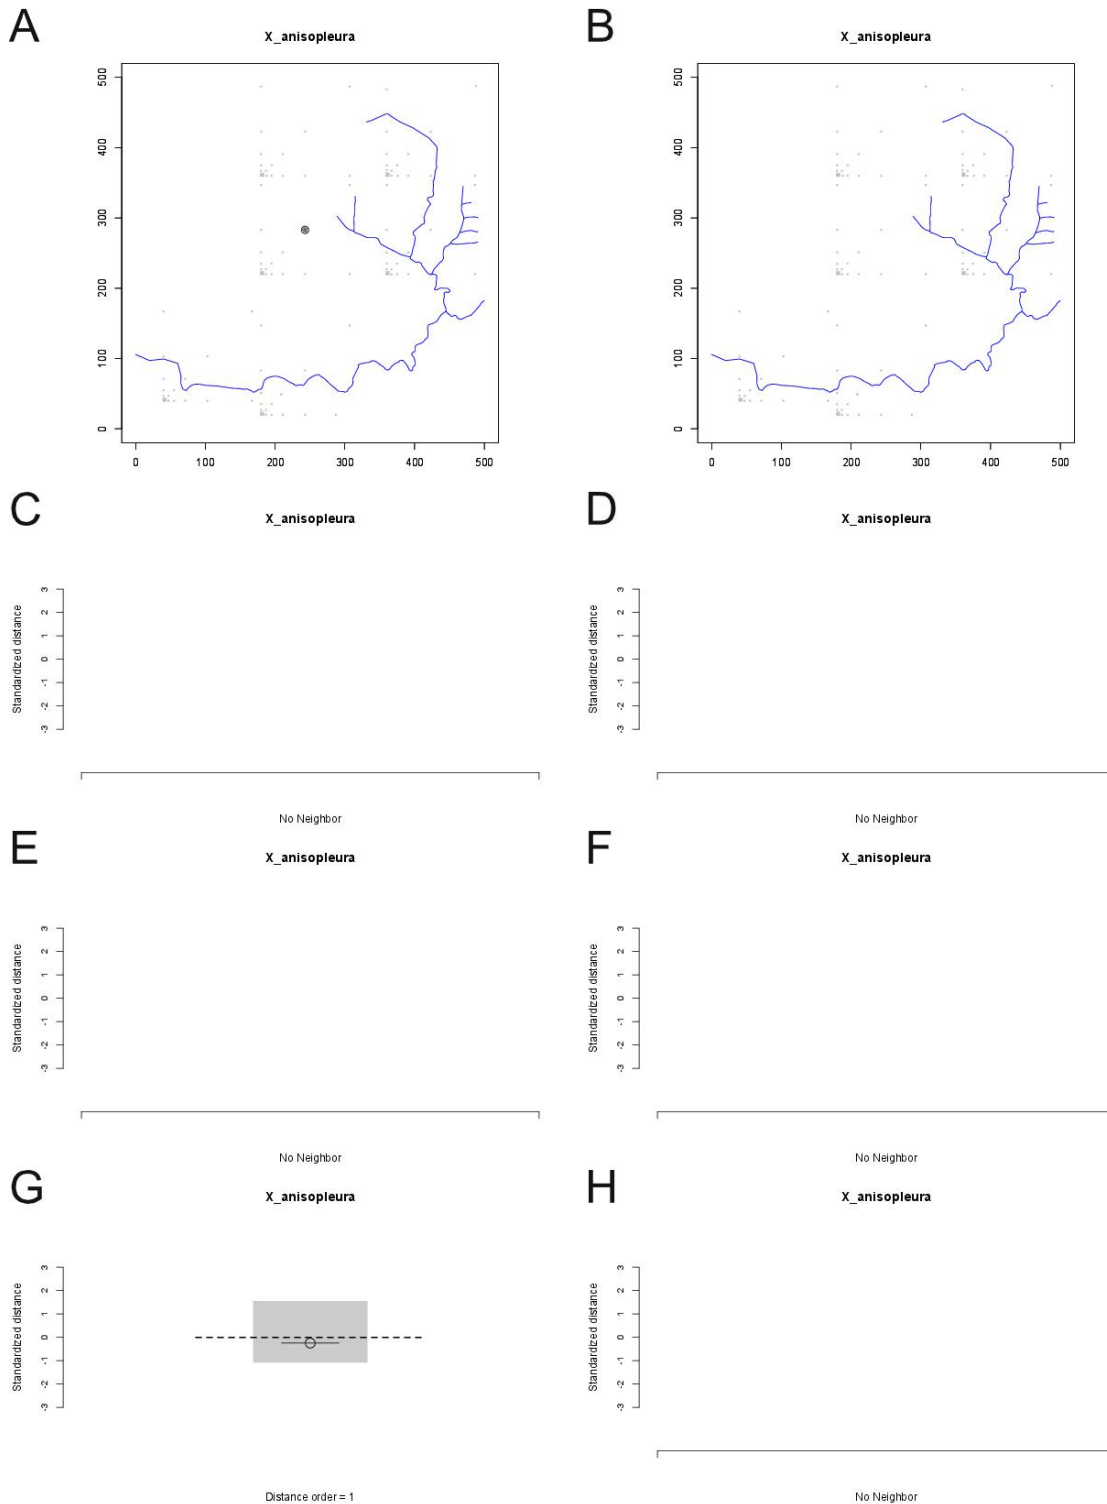 A
B
X_anisopleura
X_anisopleura
500
400
300
200
100
0
0 100 200 300 400 500
500
400
300
200
100
0
0 100 200 300 400 500
C
D
X_anisopleura
X_anisopleura
Standardized distance
3
2
1
0
-1
-2
-3
No Neighbor
Standardized distance
3
2
1
0
-1
-2
-3
No Neighbor
E
F
X_anisopleura
X_anisopleura
Standardized distance
3
2
1
0
-1
-2
-3
No Neighbor
Standardized distance
3
2
1
0
-1
-2
-3
No Neighbor
G
H
X_anisopleura
X_anisopleura
Standardized distance
3
2
1
0
-1
-2
-3
Distance order = 1
Standardized distance
3
2
1
0
-1
-2
-3
No Neighbor